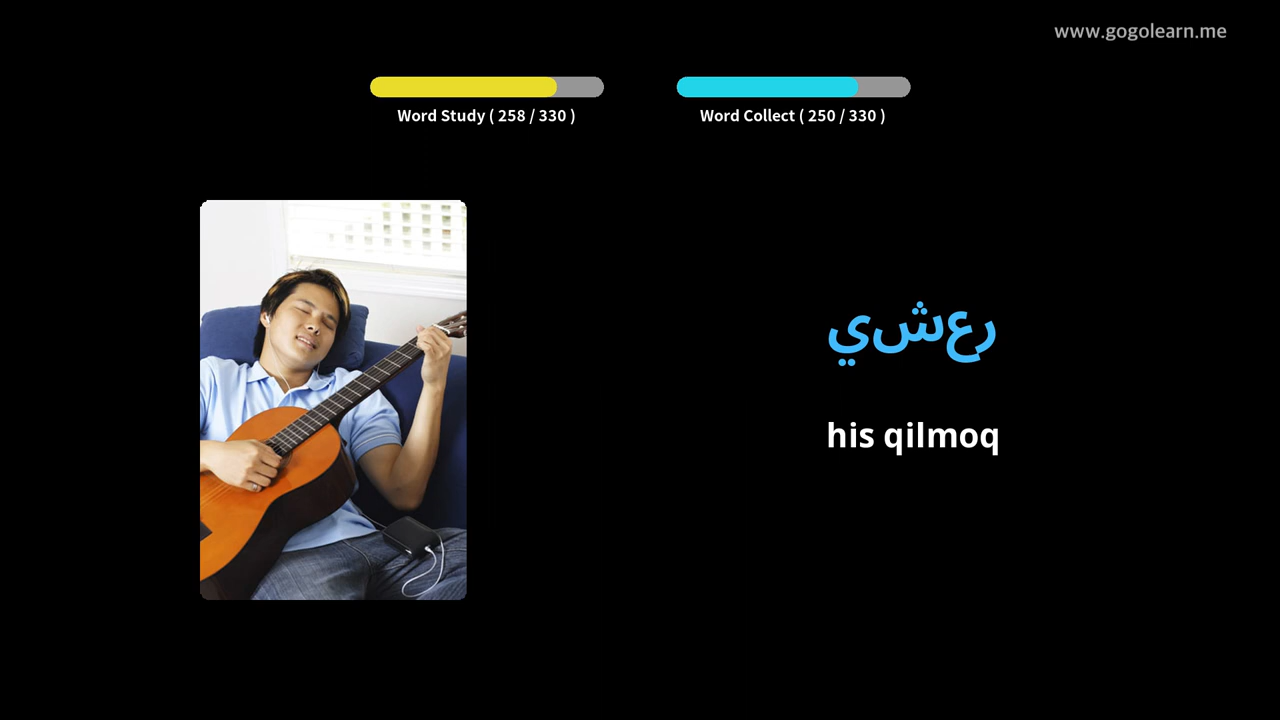 www.gogolearn.me
Word Study ( 258 / 330 )
Word Collect ( 250 / 330 )
رعشي
his qilmoq